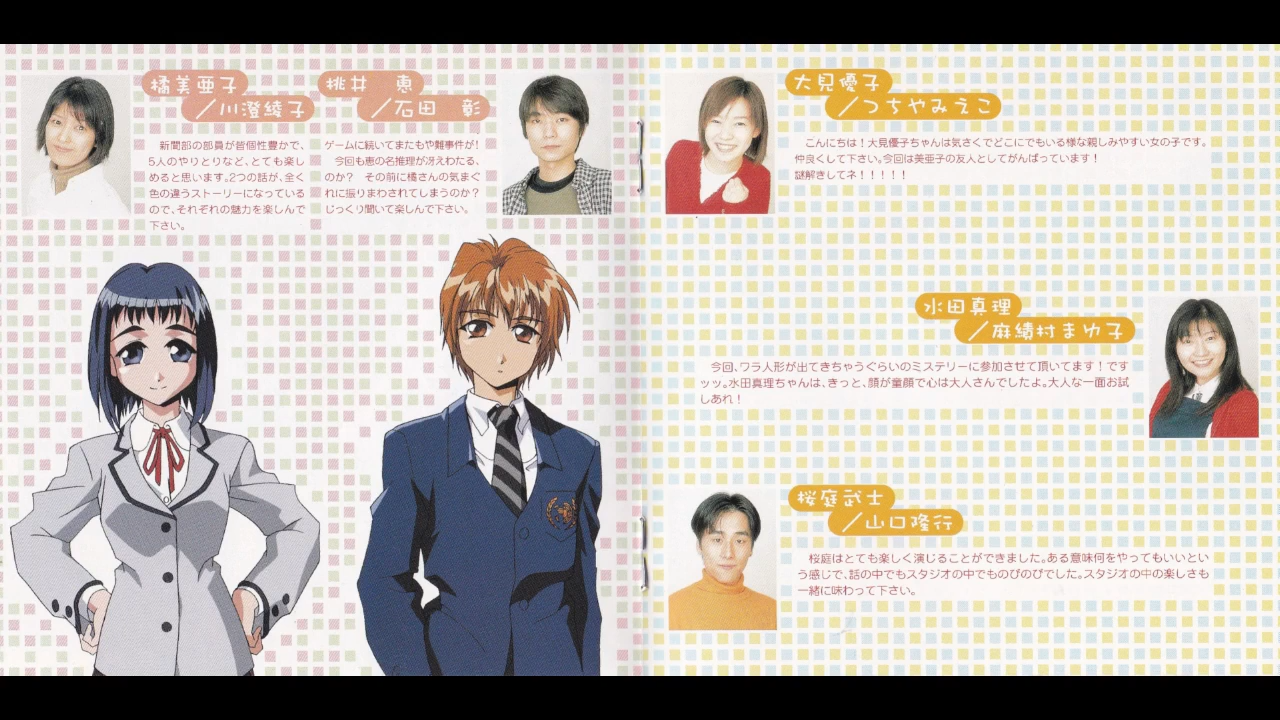 橘美亜子
／川澄綾子
新聞部の部員が皆個性豊かで、
5人のやりとりなど、とても楽し
めると思います。2つの話が、全く
色の違うストーリーになっている
ので、それぞれの魅力を楽しんで
下さい。
桃井　恵
／石田　彰
ゲームに続いてまたもや難事件が!
今回も恵の名推理が冴えわたる、
のか?　その前に橘さんの気まぐ
れに振りまわされてしまうのか?
じっくり聞いて楽しんで下さい。
大見優子
／つちやみえこ
こんにちは！大見優子ちゃんは気さくでどこにでもいる様な親しみやすい女の子です。
仲良くして下さい。今回は美亜子の友人としてがんばっています！
謎解きしてネ！！！！！
水田真理
／麻績村まゆ子
今回、ワラ人形が出てきちゃうぐらいのミステリーに参加させて頂いてます！です
ッッ。水田真理ちゃんは、きっと、顔が童顔で心は大人さんでしたよ。大人な一面お試
しあれ！
桜庭武士
／山口隆行
桜庭はとても楽しく演じることができました。ある意味何をやってもいいとい
う感じで、話の中でもスタジオの中でものびのびでした。スタジオの中の楽しさも
一緒に味わって下さい。